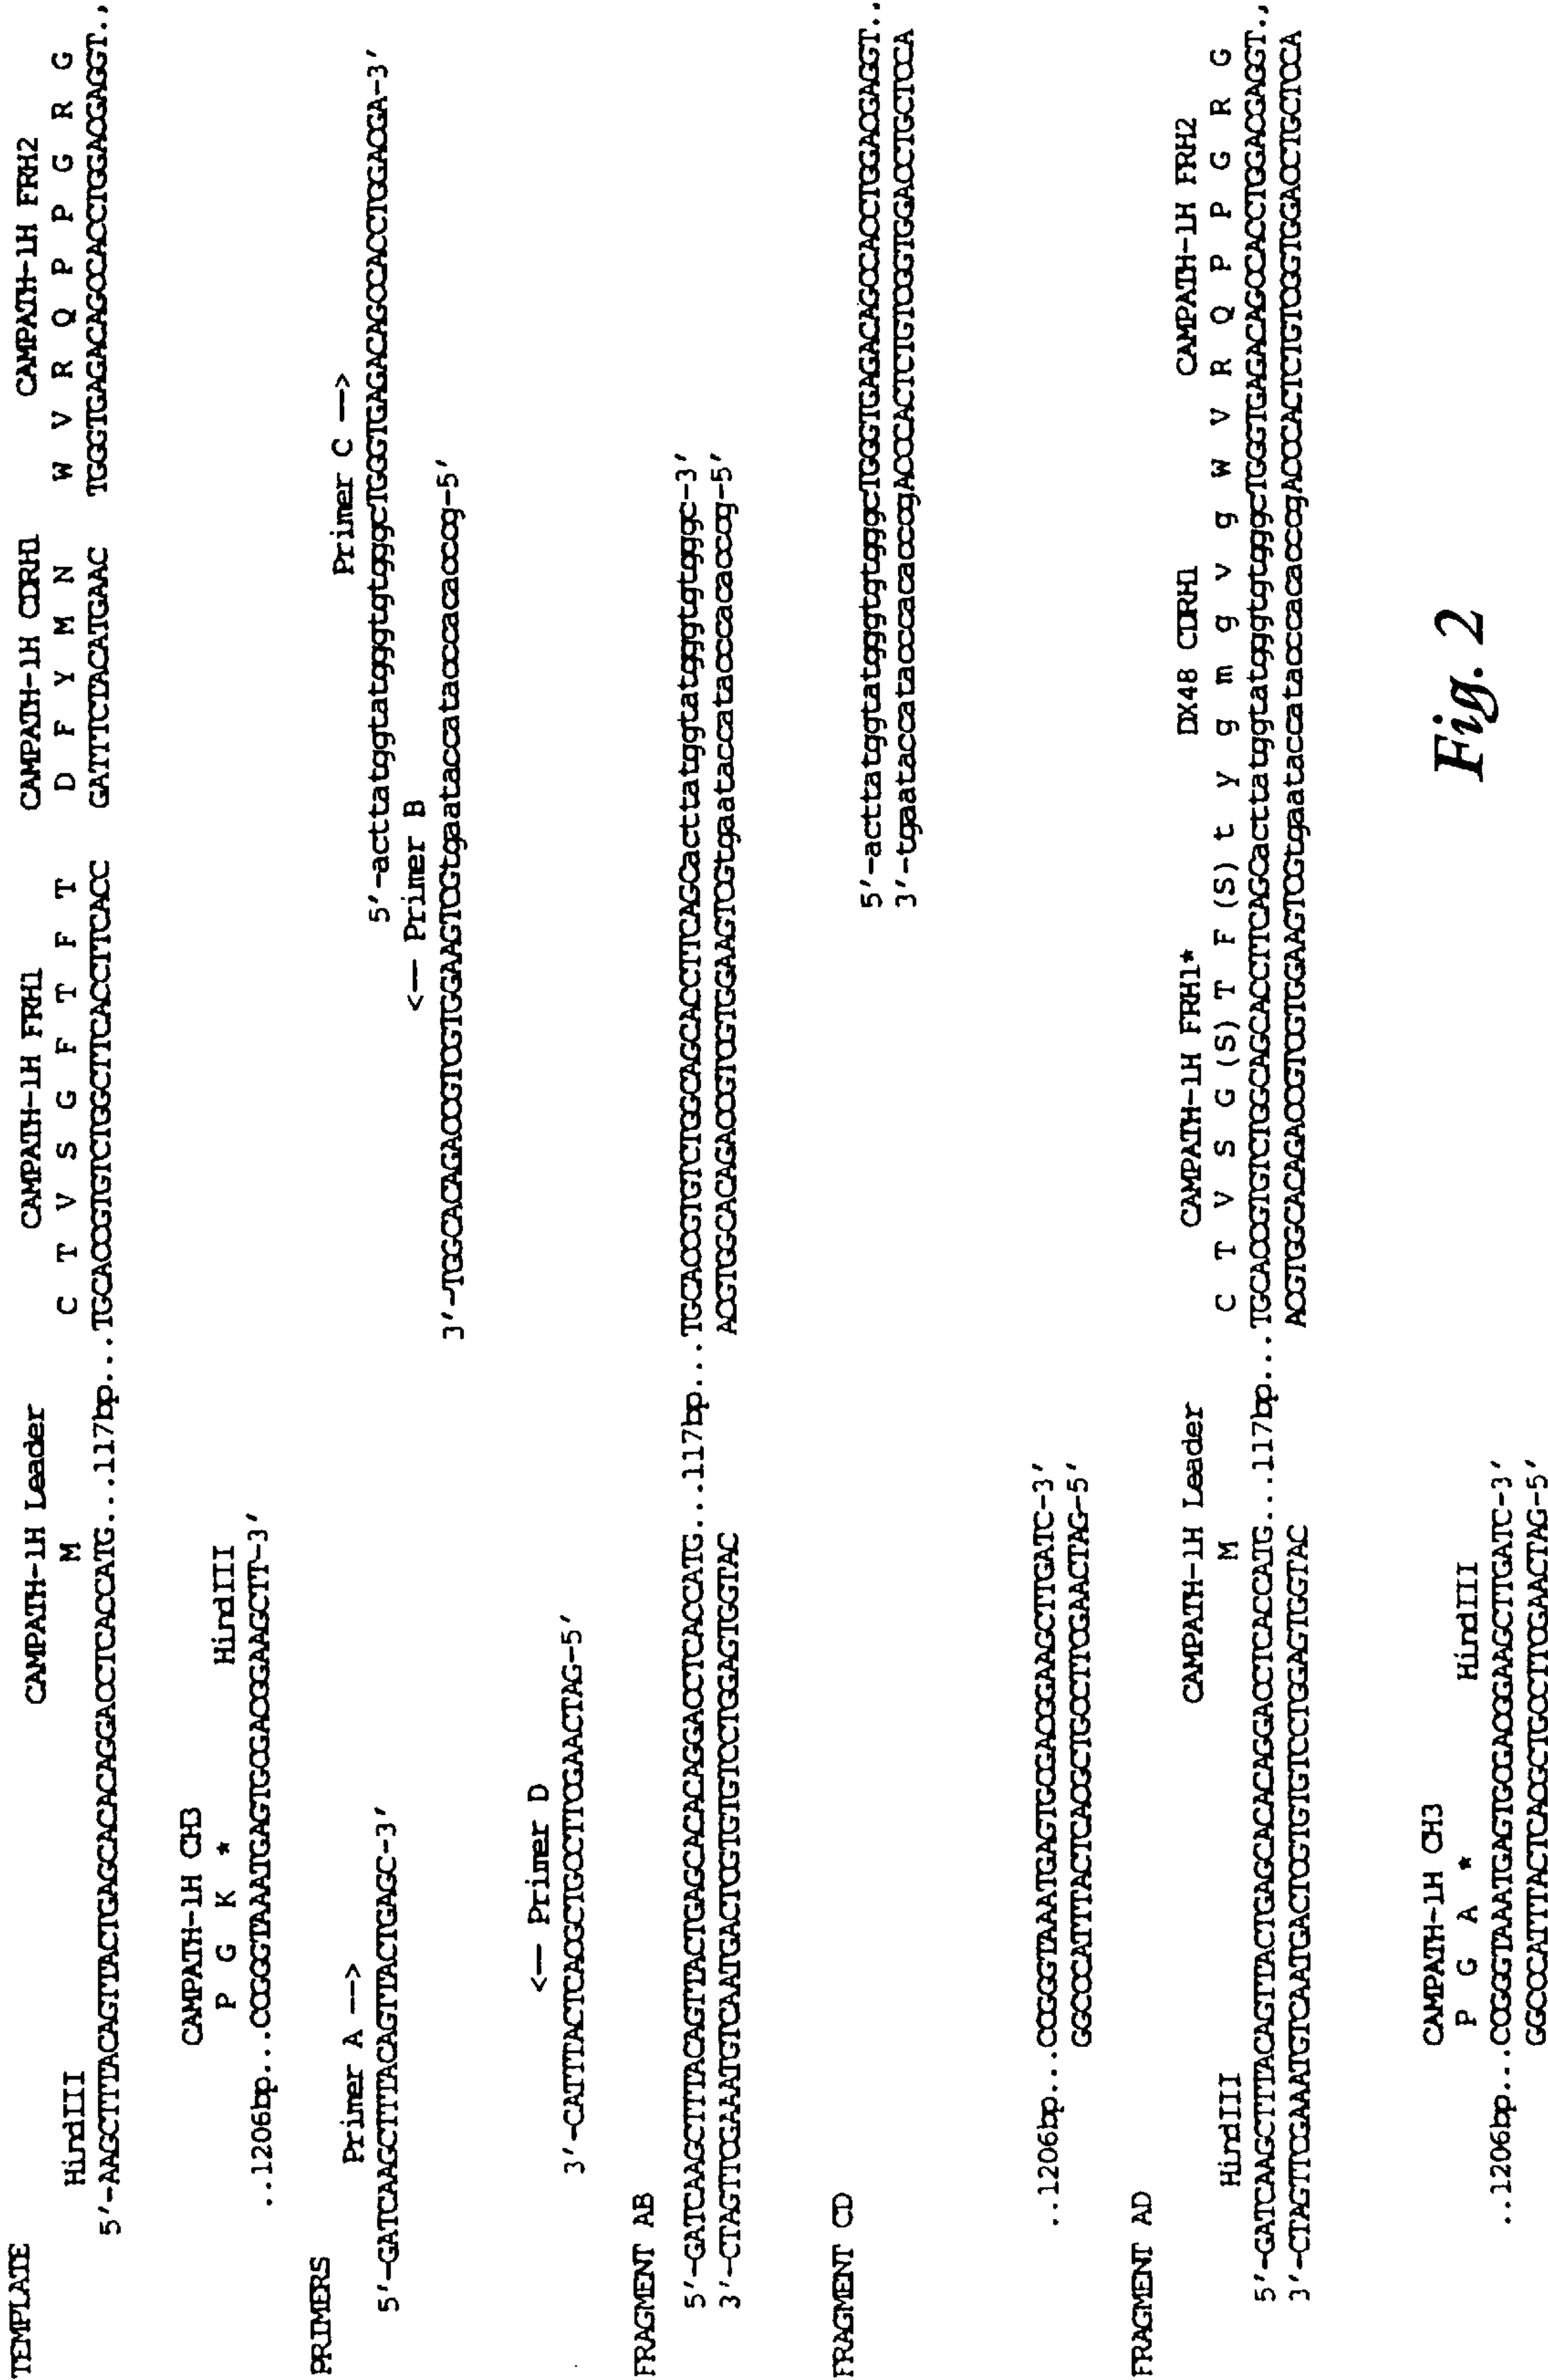 TEMPLATE
HindIII CAMPATH-1H Leader CAMPATH-1H FRH1 CAMPATH-1H CDRH1 CAMPATH-1H FRH2
M C T V S G F T F T D F Y M N W V R Q P P G R G
5'-AAGCTTTACAGTTACTGAGCACACAGGACCTCACCATG...117bp...TGCACCGTGTCTGGCTTCACCTTCACC GATTTCTACATGAAC TGGGTGAGACAGCCACCTGGACGAGGT..,
CAMPATH-1H CH3
P G K * HindIII
..1206bp...CCGGGTAAATGAGTGCGACGGAAGCTT-3'
PRIMERS
Primer A —> Primer C —>
5'-GATCAAGCTTTACAGTTACTGAGC-3' 5'-acttatggtatgggtgtgggcTGGGTGAGACAGCCACCTGGACGA-3'
<— Primer B
3'-TGGCACAGACCGTCGTGGAAGTCGtgaataccatacccacacccg-5'
<— Primer D
3'-CATTTACTCACGCTGCCTTCGAACTAG-5'
FRAGMENT AB
5'-GATCAAGCTTTACAGTTACTGAGCACACAGGACCTCACCATG...117bp...TGCACCGTGTCTGGCAGCACCTTCAGCacttatggtatgggtgtgggc-3'
3'-CTAGTTCGAAATGTCAATGACTCGTGTGTCCTGGAGTGGTAC ACGTGGCACAGACCGTCGTGGAAGTCGtgaataccatacccacacccg-5'
FRAGMENT CD
5'-acttatggtatgggtgtgggcTGGGTGAGACAGCCACCTGGACGAGGT..
3'-tgaataccatacccacacccgACCCACTCTGTCGGTGGACCTGCTCCA
..1206bp...CCGGGTAAATGAGTGCGACGGAAGCTTGATC-3'
GGCCCATTTACTCACGCTGCCTTCGAACTAG-5'
FRAGMENT AD
HindIII CAMPATH-1H Leader CAMPATH-1H FRH1* DX48 CDRH1 CAMPATH-1H FRH2
M C T V S G (S) T F (S) t y g m g v g W V R Q P P G R G
5'-GATCAAGCTTTACAGTTACTGAGCACACAGGACCTCACCATG...117bp...TGCACCGTGTCTGGCAGCACCTTCAGCacttatggtatgggtgtgggcTGGGTGAGACAGCCACCTGGACGAGGT..,
3'-CTAGTTCGAAATGTCAATGACTCGTGTGTCCTGGAGTGGTAC ACGTGGCACAGACCGTCGTGGAAGTCGtgaataccatacccacacccgACCCACTCTGTCGGTGGACCTGCTCCA
CAMPATH-1H CH3
P G A * HindIII
..1206bp...CCGGGTAAATGAGTGCGACGGAAGCTTGATC-3'
GGCCCATTTACTCACGCTGCCTTCGAACTAG-5'
Fig. 2